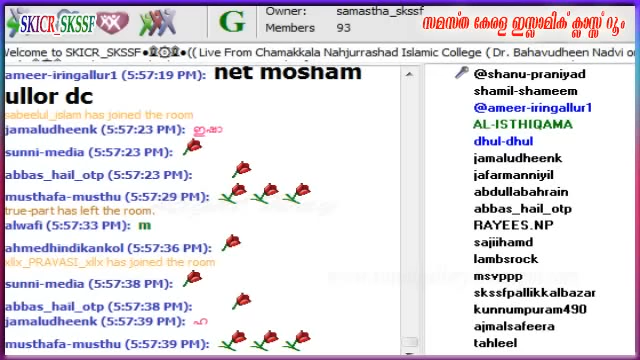 SKICR_SKSSF
G
Owner: samastha_skssf
Members 93
സമസ്ത കേരള ഇസ്ലാമിക് ക്ലാസ്സ് റൂം
Welcome to SKICR_SKSSF •۩۞۩•(( Live From Chamakkala Nahjurrashad Islamic College ( Dr. Bahavudheen Nadvi or
ameer-iringallur1 (5:57:19 PM): net mosham
ullor dc
sabeelul_islam has joined the room
jamaludheenk (5:57:23 PM): ഇഷാ
sunni-media (5:57:23 PM):
abbas_hail_otp (5:57:23 PM):
musthafa-musthu (5:57:29 PM):
true-part has left the room.
alwafi (5:57:33 PM): m
ahmedhindikankol (5:57:36 PM):
xllx_PRAVASI_xllx has joined the room
sunni-media (5:57:38 PM):
abbas_hail_otp (5:57:38 PM):
jamaludheenk (5:57:39 PM): ഹ
musthafa-musthu (5:57:39 PM):
@shanu-praniyad
shamil-shameem
@ameer-iringallur1
AL-ISTHIQAMA
dhul-dhul
jamaludheenk
jafarmanniyil
abdullabahrain
abbas_hail_otp
RAYEES.NP
sajiihamd
lambsrock
msvppp
skssfpallikkalbazar
kunnumpuram490
ajmalsafeera
tahleel